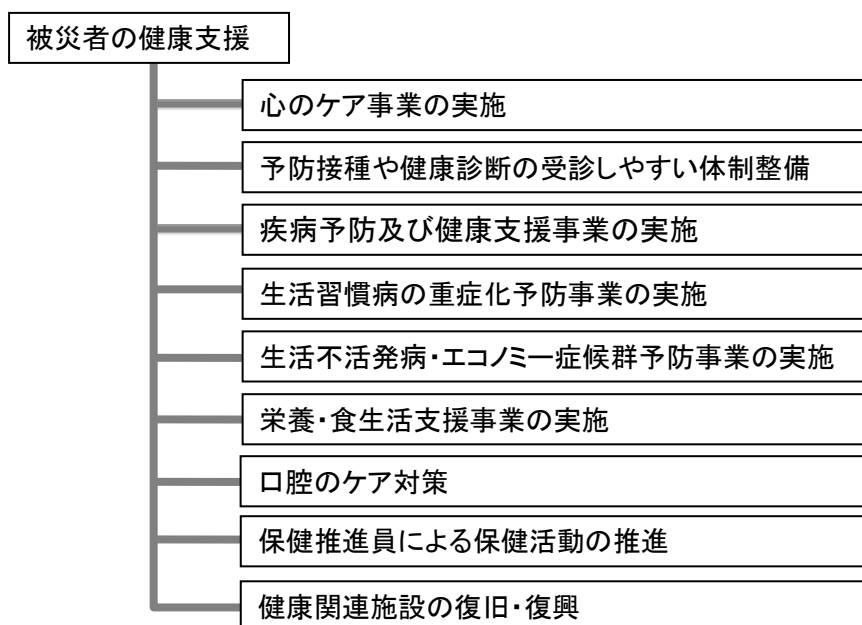 被災者の健康支援
心のケア事業の実施
予防接種や健康診断の受診しやすい体制整備
疾病予防及び健康支援事業の実施
生活習慣病の重症化予防事業の実施
生活不活発病・エコノミー症候群予防事業の実施
栄養・食生活支援事業の実施
口腔のケア対策
保健推進員による保健活動の推進
健康関連施設の復旧・復興